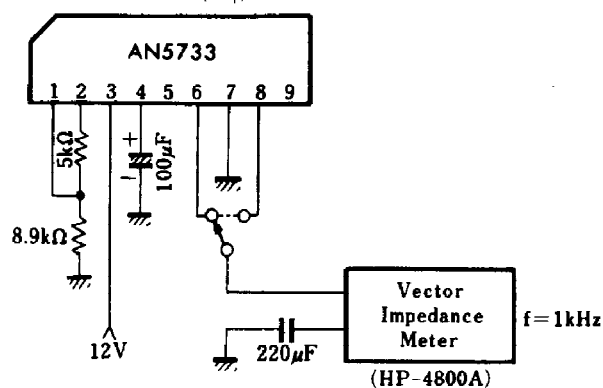 AN5733
1 2 3 4 5 6 7 8 9
5kΩ
+
100μF
−
8.9kΩ
12V
220μF
Vector
Impedance
Meter
f=1kHz
(HP-4800A)